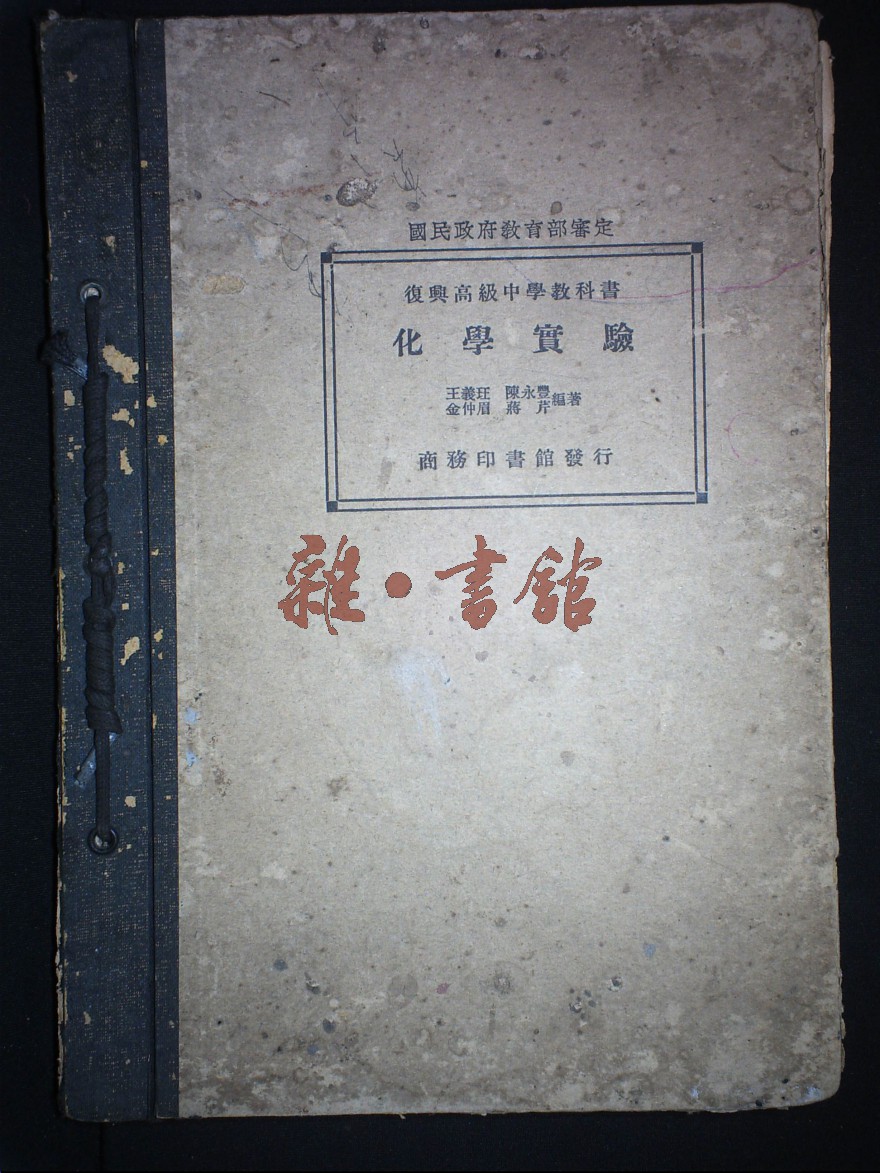 國民政府教育部審定
復興高級中學教科書
化學實驗
王義玨 陳永豐
金仲眉 蔣芹 編著
商務印書館發行
雜·書館